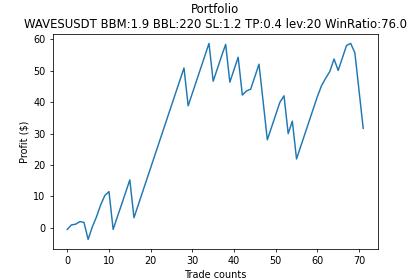 Portfolio
WAVESUSDT BBM:1.9 BBL:220 SL:1.2 TP:0.4 lev:20 WinRatio:76.0
60
50
40
30
20
10
0
Profit ($)
0 10 20 30 40 50 60 70
Trade counts